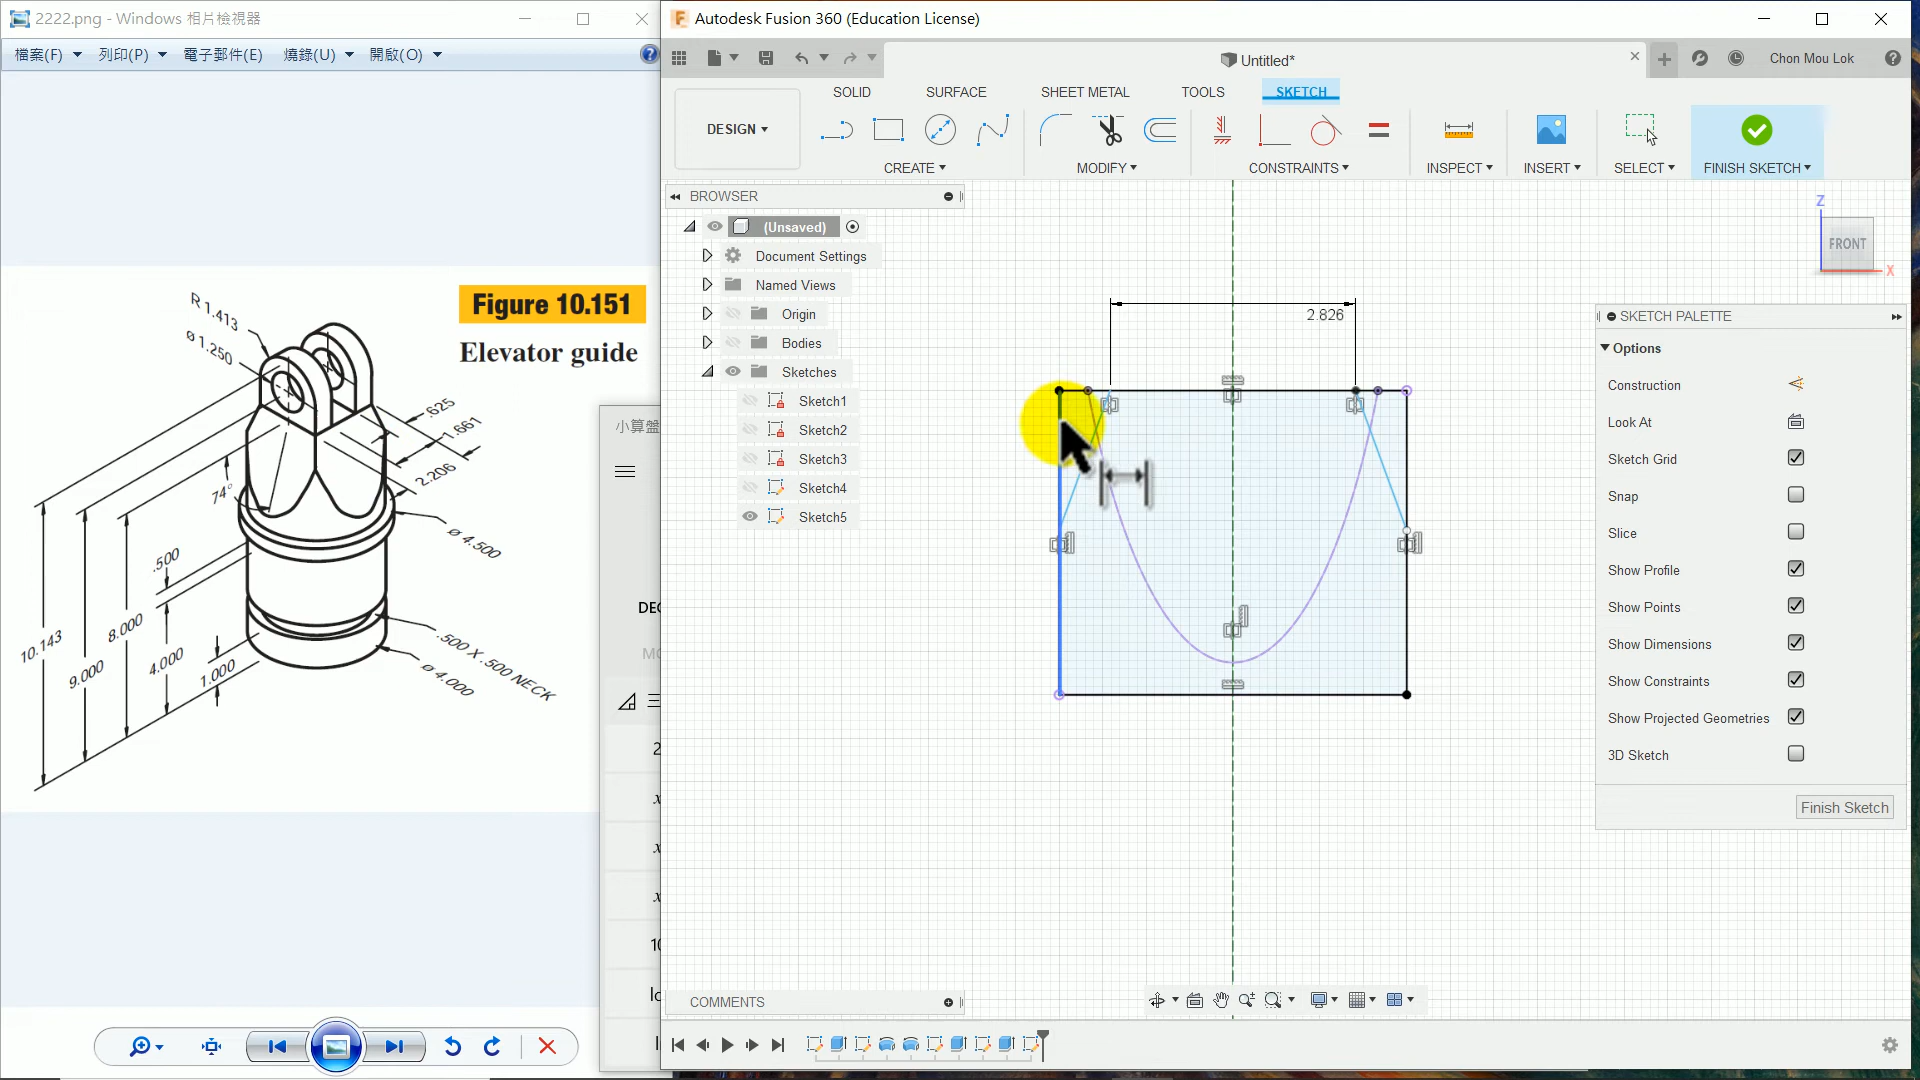 2222.png - Windows 相片檢視器
檔案(F)
列印(P)
電子郵件(E)
燒錄(U)
開啟(O)
Figure 10.151
Elevator guide
R 1.413
ø 1.250
.625
1.661
2.206
74°
ø 4.500
.500
10.143
9.000
8.000
4.000
1.000
.500 X .500 NECK
ø 4.000
小算盤
DEC
Autodesk Fusion 360 (Education License)
Untitled*
Chon Mou Lok
DESIGN
SOLID
SURFACE
SHEET METAL
TOOLS
SKETCH
CREATE
MODIFY
CONSTRAINTS
INSPECT
INSERT
SELECT
FINISH SKETCH
BROWSER
(Unsaved)
Document Settings
Named Views
Origin
Bodies
Sketches
Sketch1
Sketch2
Sketch3
Sketch4
Sketch5
2.826
Z
FRONT
X
SKETCH PALETTE
Options
Construction
Look At
Sketch Grid
Snap
Slice
Show Profile
Show Points
Show Dimensions
Show Constraints
Show Projected Geometries
3D Sketch
Finish Sketch
COMMENTS